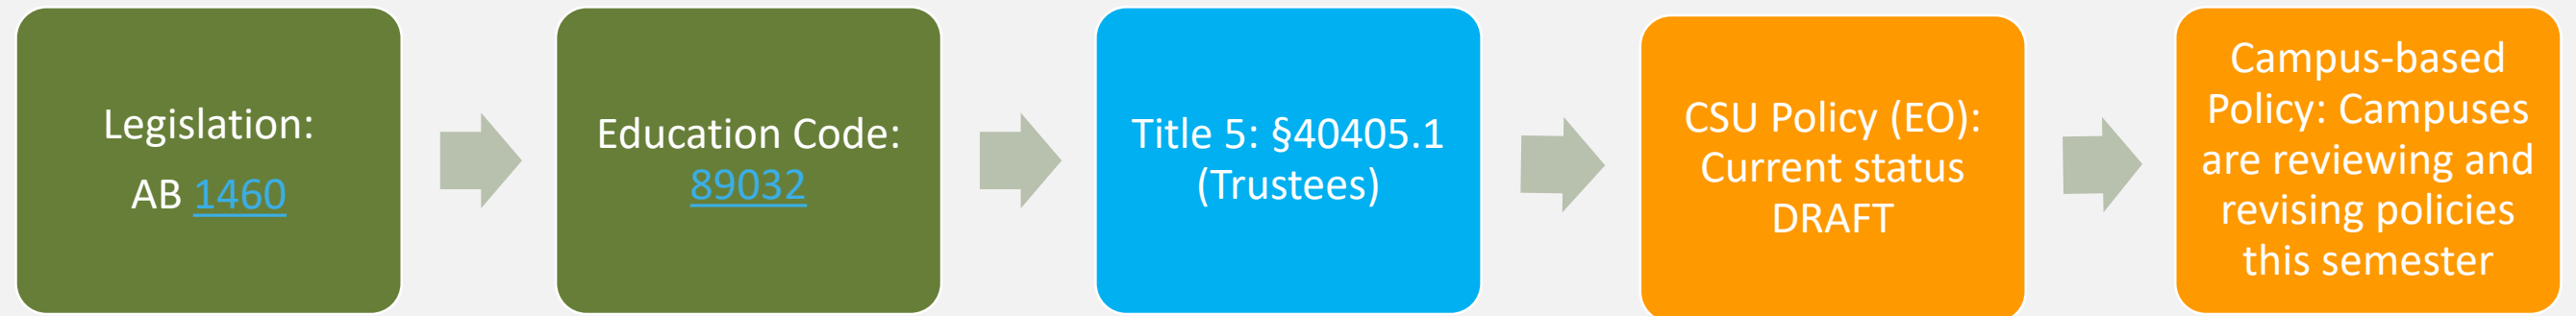 Legislation:
AB 1460
Education Code:
89032
Title 5: §40405.1
(Trustees)
CSU Policy (EO):
Current status
DRAFT
Campus-based
Policy: Campuses
are reviewing and
revising policies
this semester